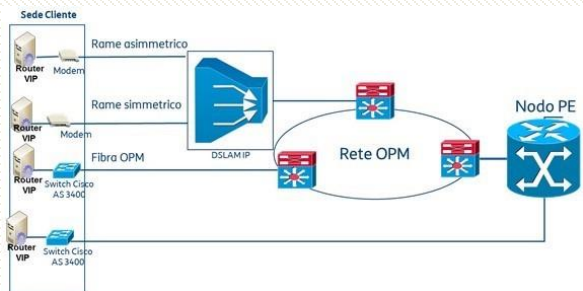 Sede Cliente
Router
VIP
Modem
Rame asimmetrico
Router
VIP
Modem
Rame simmetrico
DSLAM IP
Router
VIP
Switch Cisco
AS 3400
Fibra OPM
Rete OPM
Nodo PE
Router
VIP
Switch Cisco
AS 3400